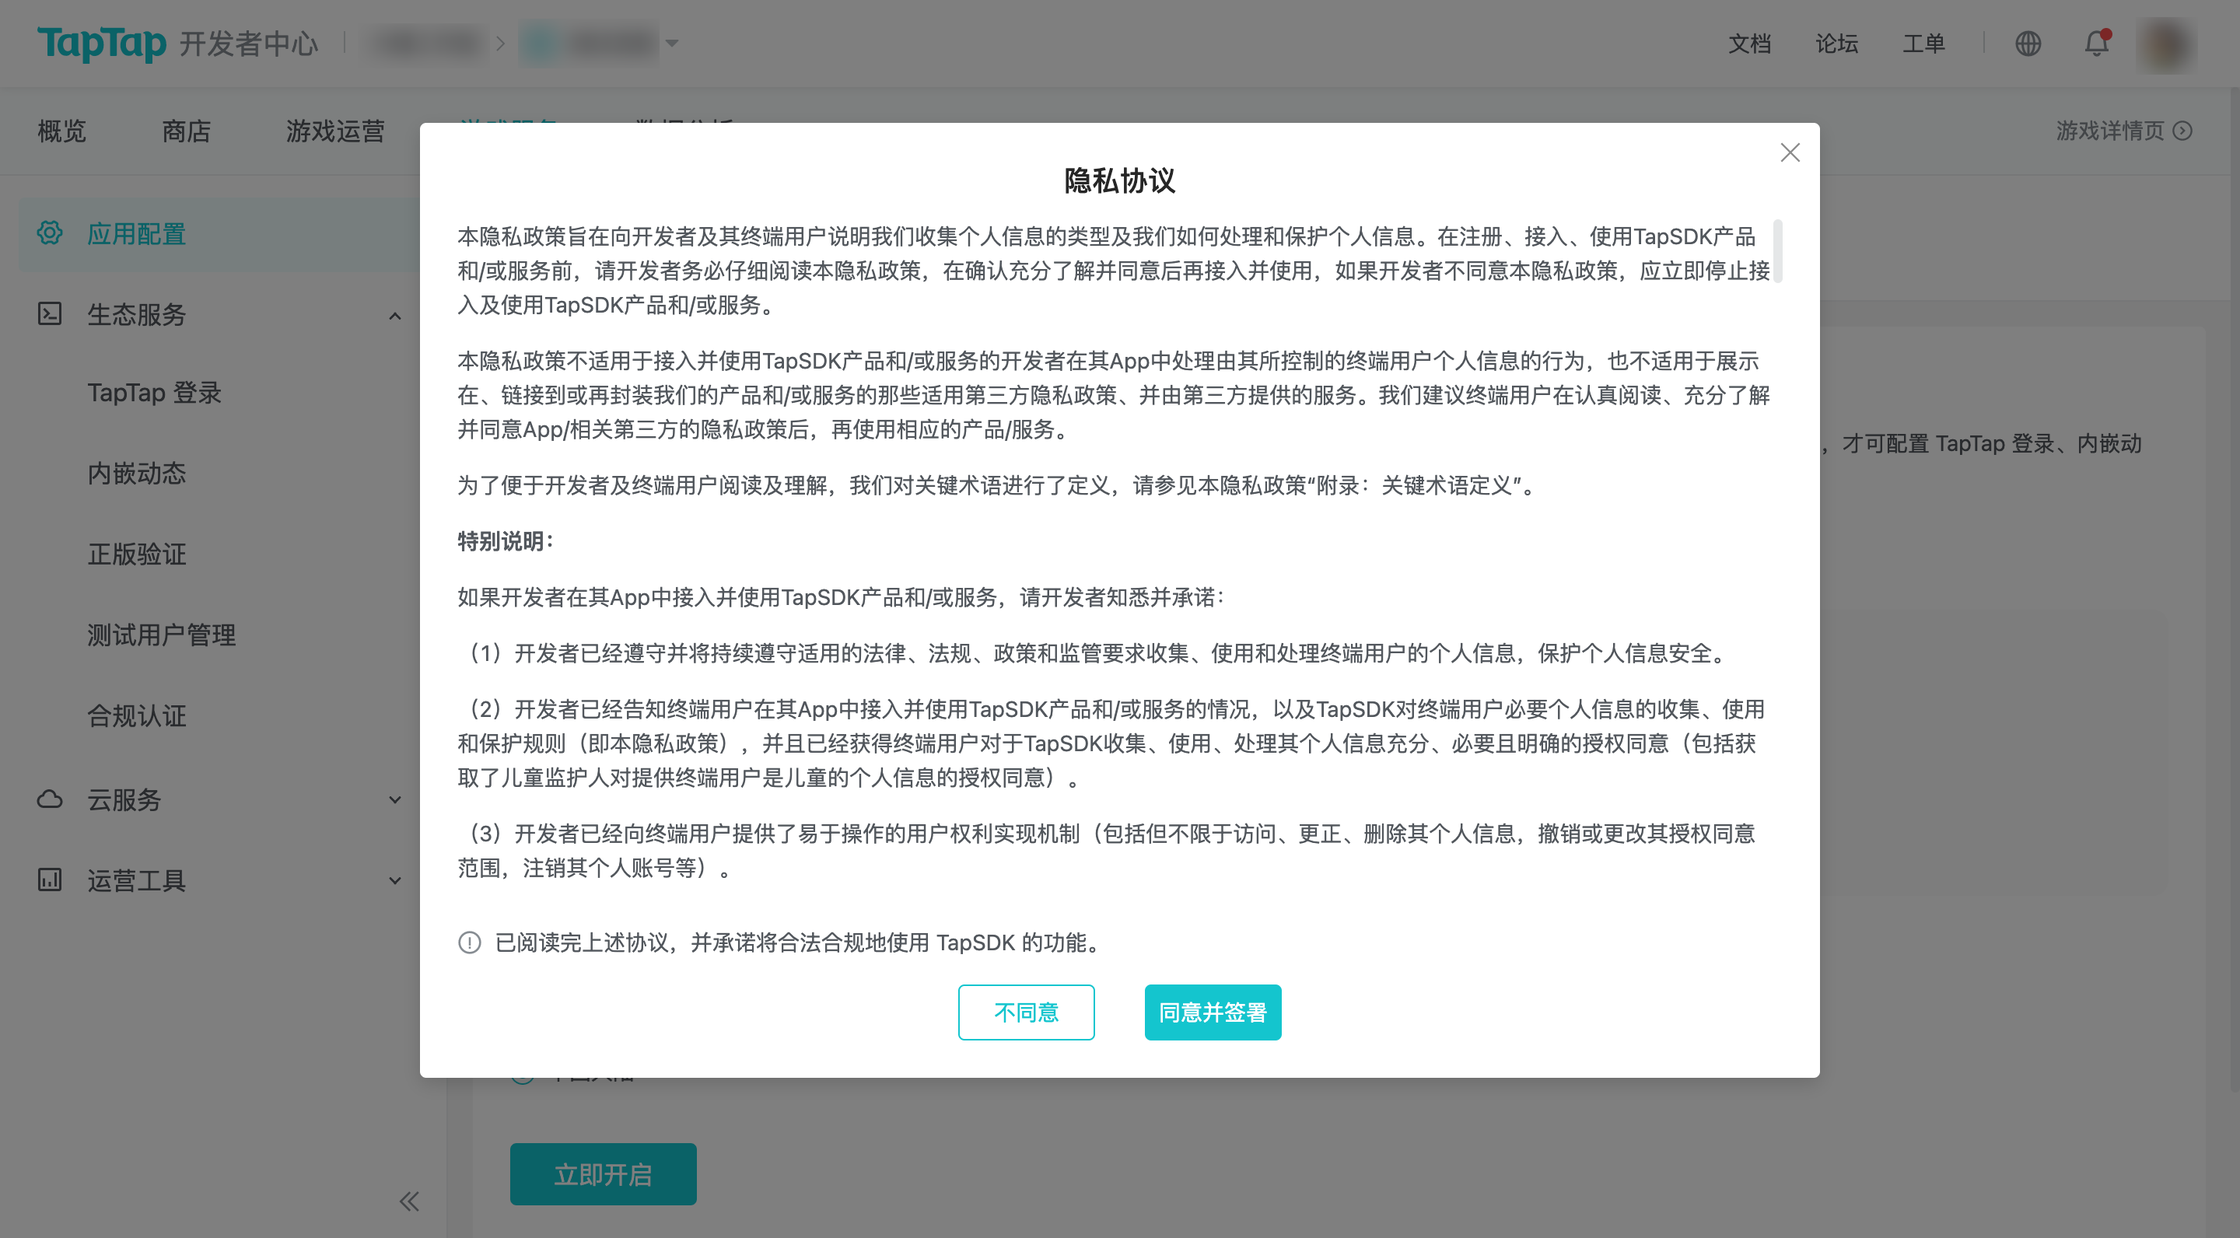 TapTap 开发者中心
文档
论坛
工单
概览
商店
游戏运营
游戏服务
数据分析
游戏详情页
应用配置
生态服务
TapTap 登录
内嵌动态
正版验证
测试用户管理
合规认证
云服务
运营工具
隐私协议
本隐私政策旨在向开发者及其终端用户说明我们收集个人信息的类型及我们如何处理和保护个人信息。在注册、接入、使用TapSDK产品
和/或服务前，请开发者务必仔细阅读本隐私政策，在确认充分了解并同意后再接入并使用，如果开发者不同意本隐私政策，应立即停止接
入及使用TapSDK产品和/或服务。
本隐私政策不适用于接入并使用TapSDK产品和/或服务的开发者在其App中处理由其所控制的终端用户个人信息的行为，也不适用于展示
在、链接到或再封装我们的产品和/或服务的那些适用第三方隐私政策、并由第三方提供的服务。我们建议终端用户在认真阅读、充分了解
并同意App/相关第三方的隐私政策后，再使用相应的产品/服务。
为了便于开发者及终端用户阅读及理解，我们对关键术语进行了定义，请参见本隐私政策“附录：关键术语定义”。
特别说明：
如果开发者在其App中接入并使用TapSDK产品和/或服务，请开发者知悉并承诺：
（1）开发者已经遵守并将持续遵守适用的法律、法规、政策和监管要求收集、使用和处理终端用户的个人信息，保护个人信息安全。
（2）开发者已经告知终端用户在其App中接入并使用TapSDK产品和/或服务的情况，以及TapSDK对终端用户必要个人信息的收集、使用
和保护规则（即本隐私政策），并且已经获得终端用户对于TapSDK收集、使用、处理其个人信息充分、必要且明确的授权同意（包括获
取了儿童监护人对提供终端用户是儿童的个人信息的授权同意）。
（3）开发者已经向终端用户提供了易于操作的用户权利实现机制（包括但不限于访问、更正、删除其个人信息，撤销或更改其授权同意
范围，注销其个人账号等）。
已阅读完上述协议，并承诺将合法合规地使用 TapSDK 的功能。
不同意
同意并签署
，才可配置 TapTap 登录、内嵌动
立即开启